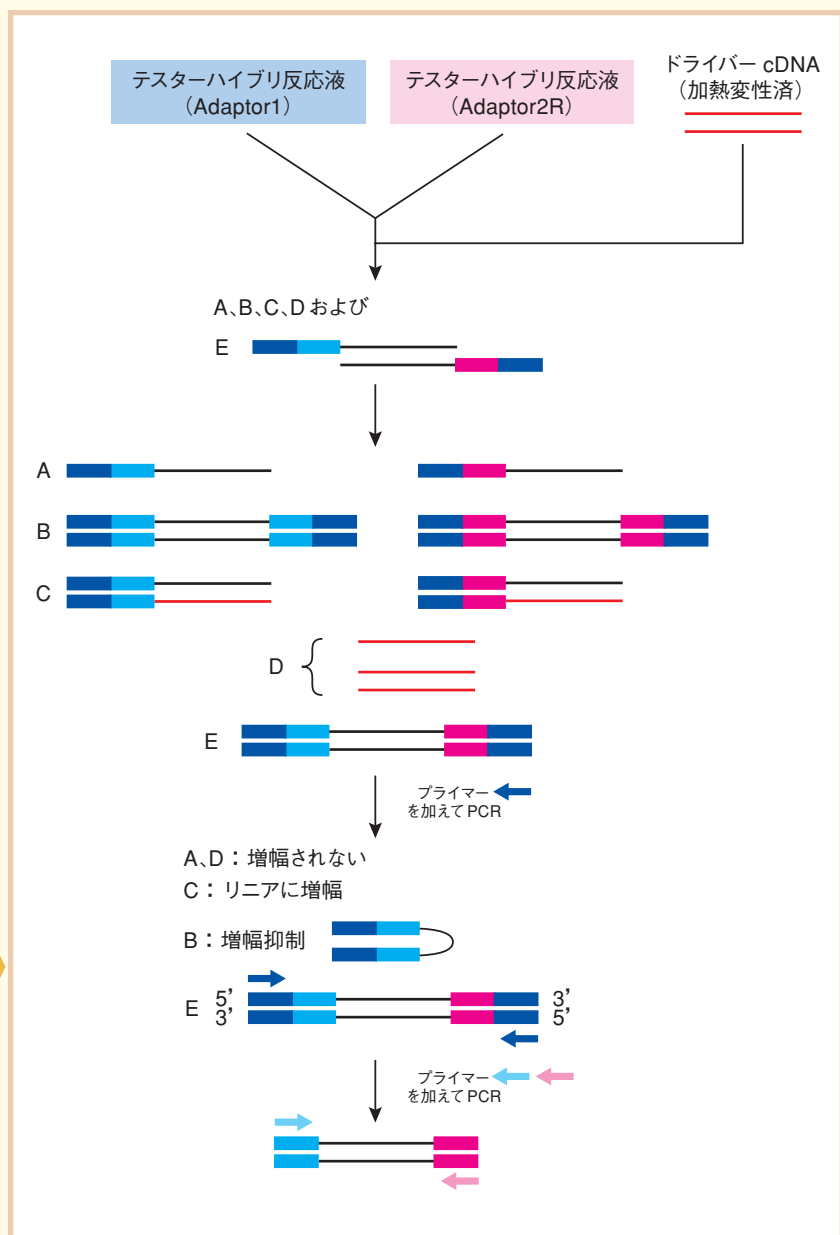 テスターハイブリ反応液
（Adaptor1）
テスターハイブリ反応液
（Adaptor2R）
ドライバー cDNA
（加熱変性済）
A、B、C、D および
E
A
B
C
D
E
プライマー
を加えて PCR
A、D：増幅されない
C：リニアに増幅
B：増幅抑制
E
5’
3’
3’
5’
プライマー
を加えて PCR